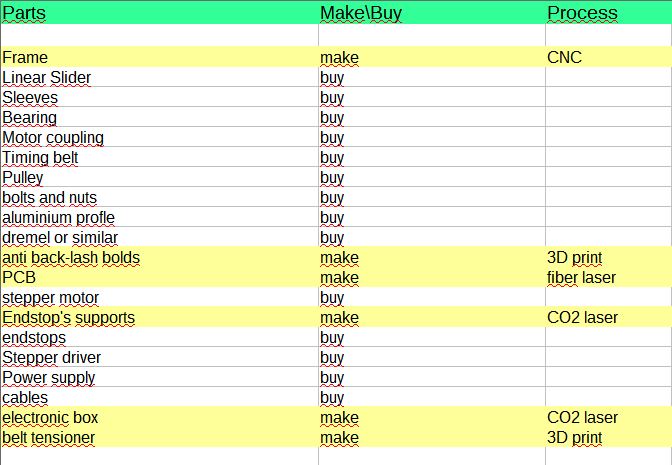 Parts Make\Buy Process
Frame make CNC
Linear Slider buy
Sleeves buy
Bearing buy
Motor coupling buy
Timing belt buy
Pulley buy
bolts and nuts buy
aluminium profle buy
dremel or similar buy
anti back-lash bolds make 3D print
PCB make fiber laser
stepper motor buy
Endstop's supports make CO2 laser
endstops buy
Stepper driver buy
Power supply buy
cables buy
electronic box make CO2 laser
belt tensioner make 3D print